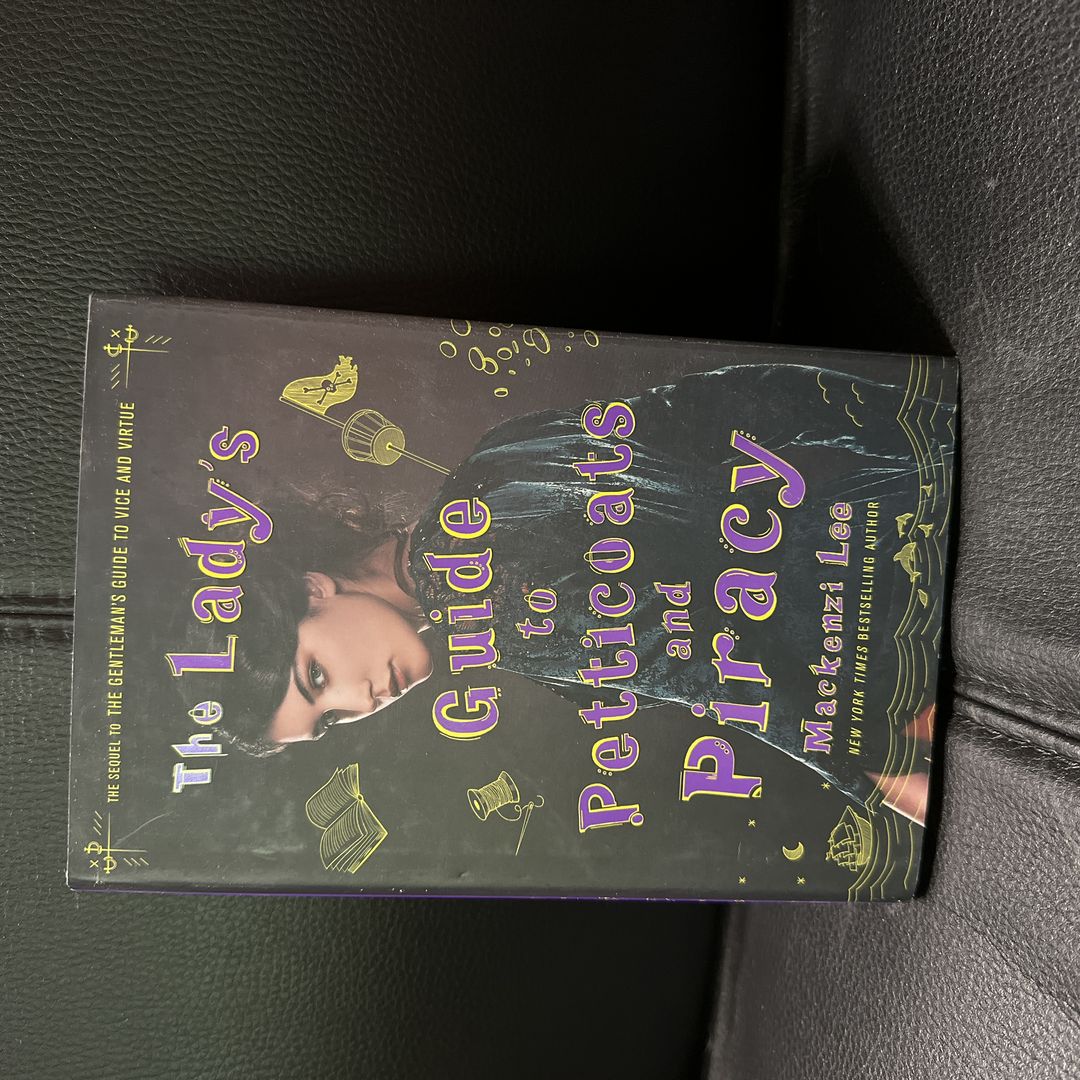 THE SEQUEL TO THE GENTLEMAN'S GUIDE TO VICE AND VIRTUE
The Lady's
Guide
to
Petticoats
and
Piracy
Mackenzi Lee
NEW YORK TIMES BESTSELLING AUTHOR